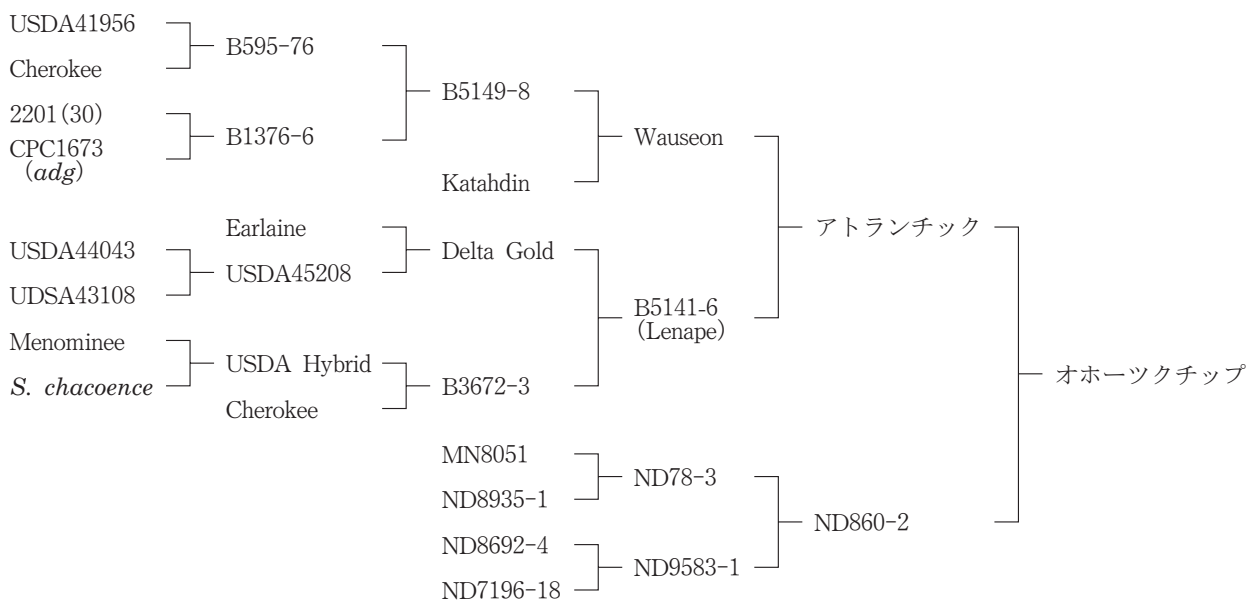 USDA41956
B595-76
Cherokee
B5149-8
2201(30)
B1376-6
CPC1673
(adg)
Wauseon
Katahdin
アトランチック
Earlaine
USDA44043
Delta Gold
USDA45208
UDSA43108
B5141-6
(Lenape)
Menominee
USDA Hybrid
S. chacoence
B3672-3
Cherokee
オホーツクチップ
MN8051
ND78-3
ND8935-1
ND860-2
ND8692-4
ND9583-1
ND7196-18